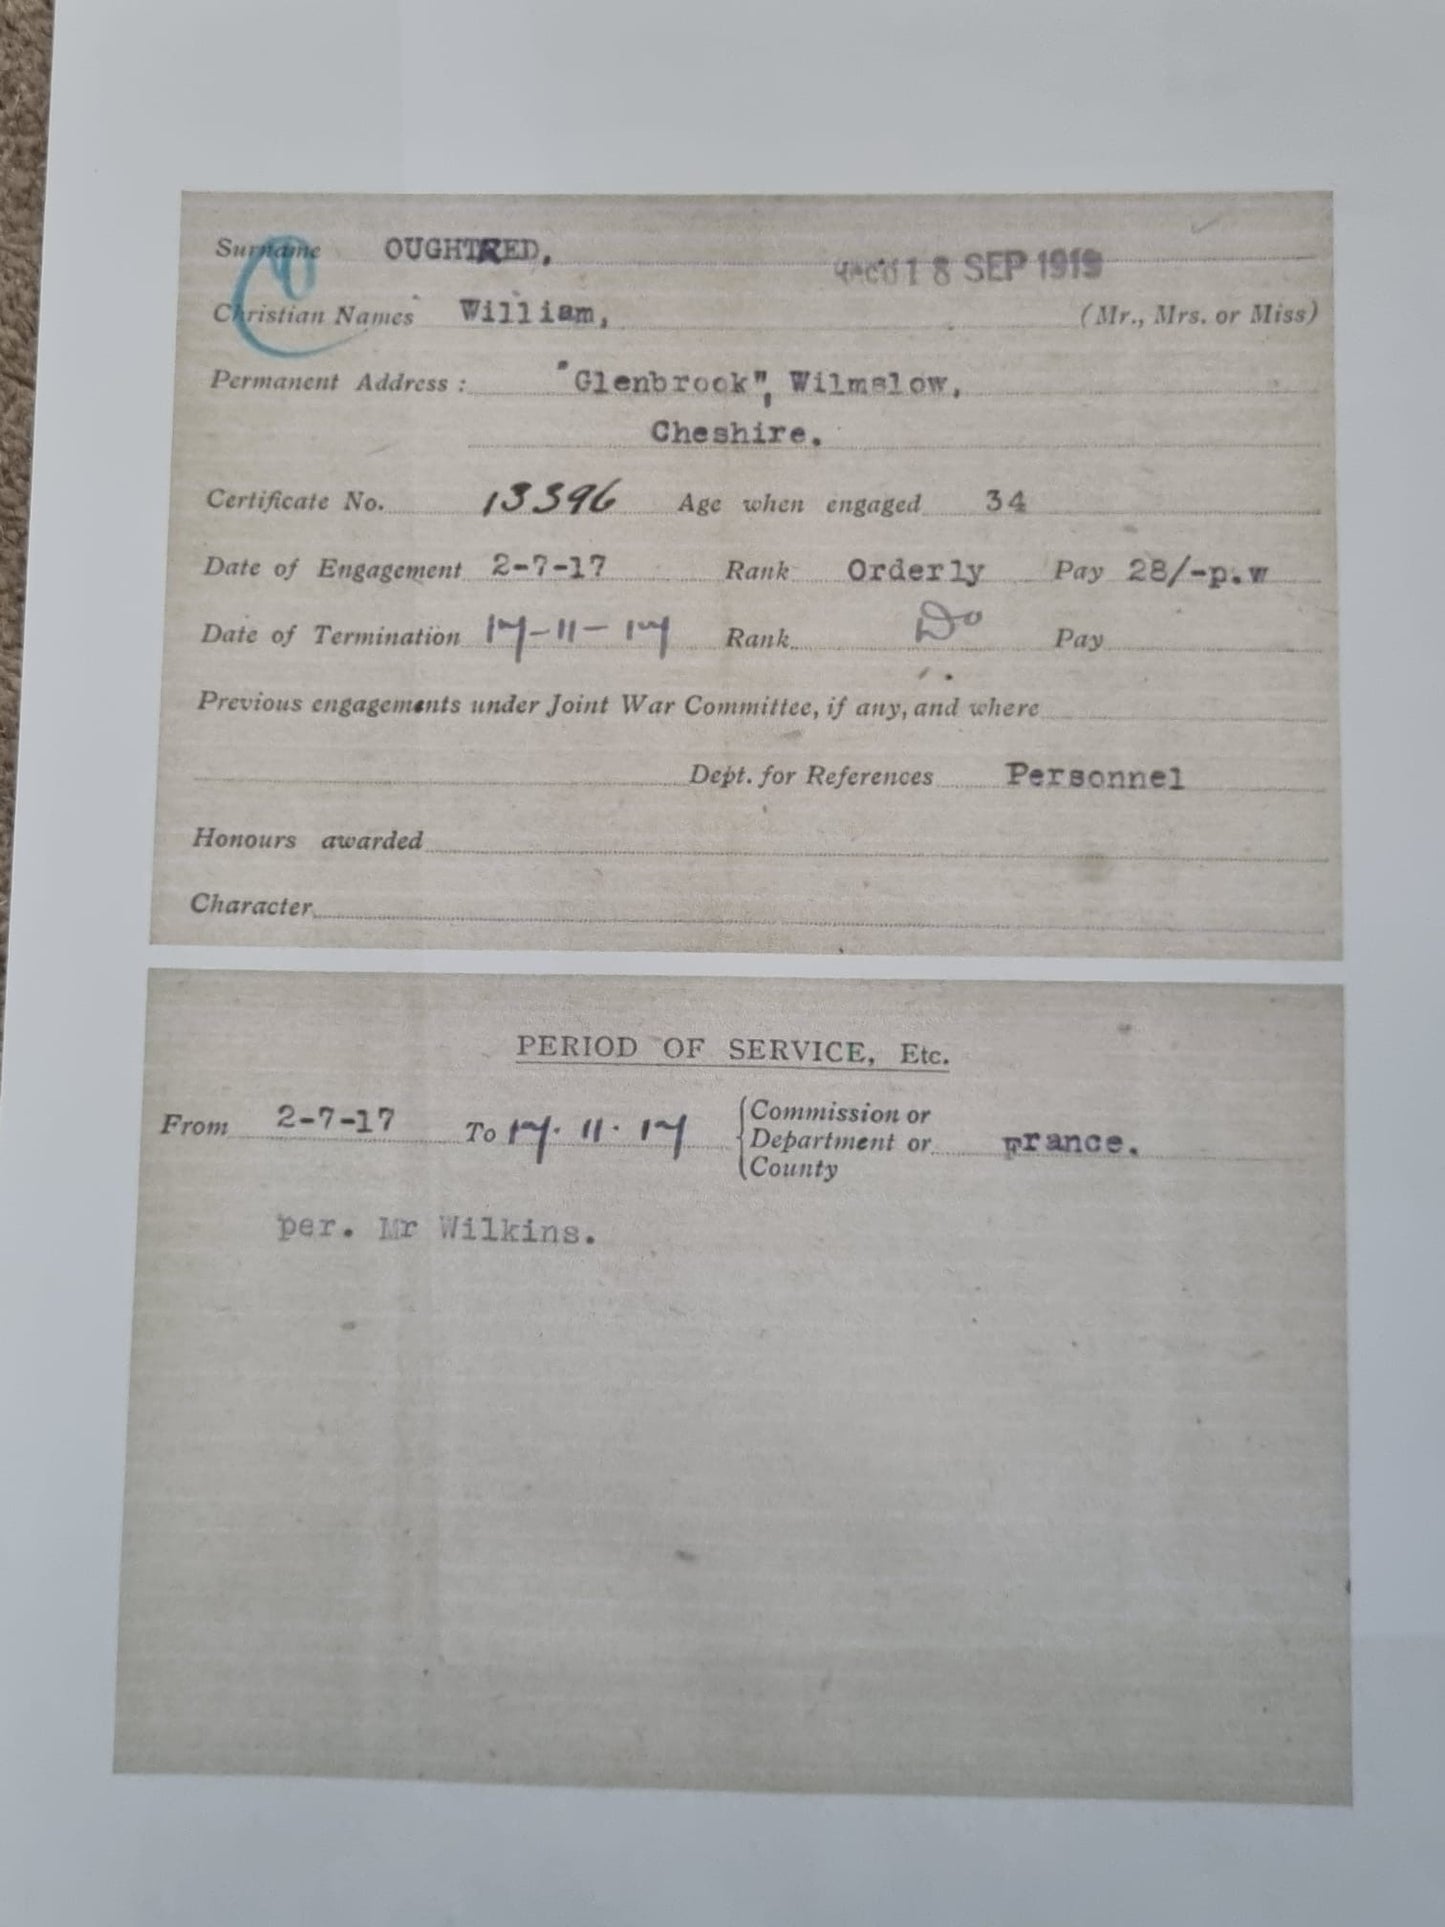 Surname OUGHTRED,
Rec'd 18 SEP 1919
Christian Names William, (Mr., Mrs. or Miss)
Permanent Address : "Glenbrook", Wilmslow,
Cheshire.
Certificate No. 13396 Age when engaged 34
Date of Engagement 2-7-17 Rank Orderly Pay 28/-p.w
Date of Termination 17-11-17 Rank Do Pay
Previous engagements under Joint War Committee, if any, and where
Dept. for References Personnel
Honours awarded
Character
PERIOD OF SERVICE, Etc.
From 2-7-17 To 17.11.17 Commission or
Department or France.
County
per. Mr Wilkins.